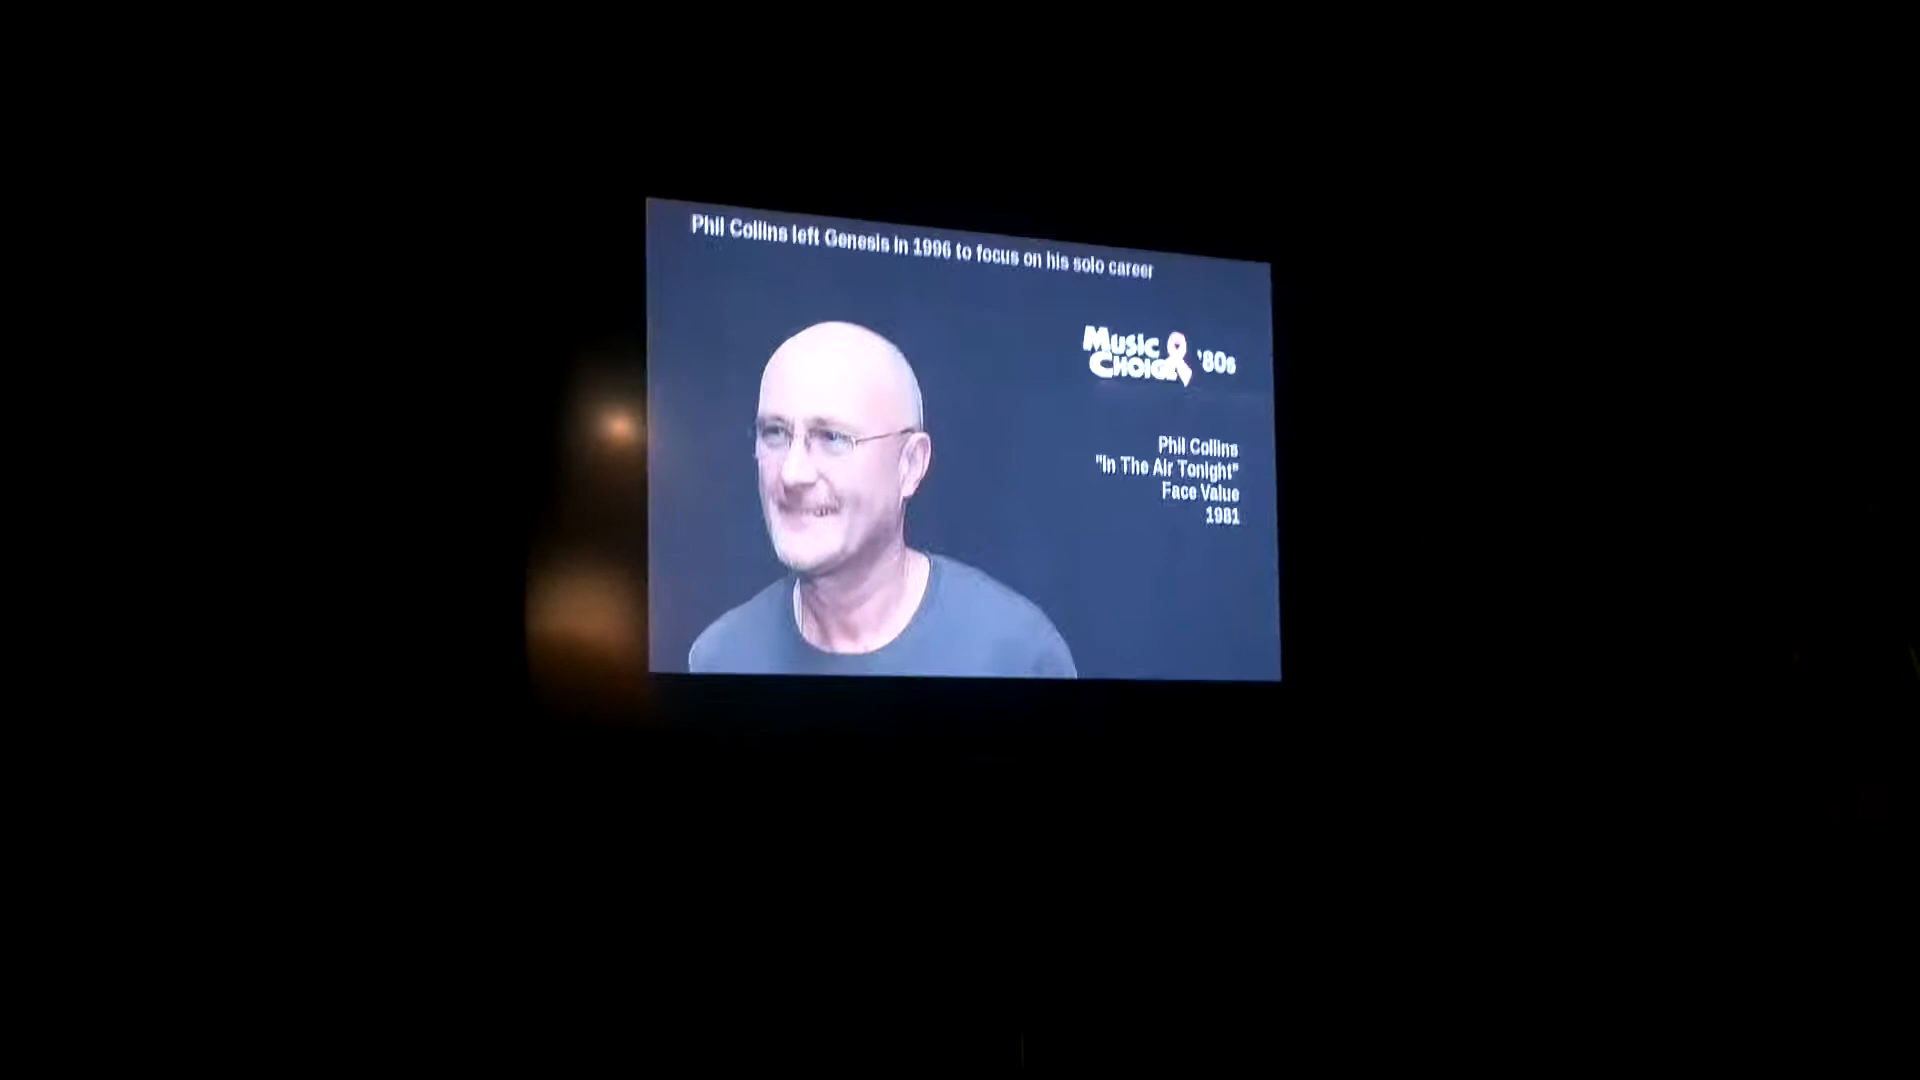 Phil Collins left Genesis in 1996 to focus on his solo career
Music
Choice '80s
Phil Collins
"In The Air Tonight"
Face Value
1981